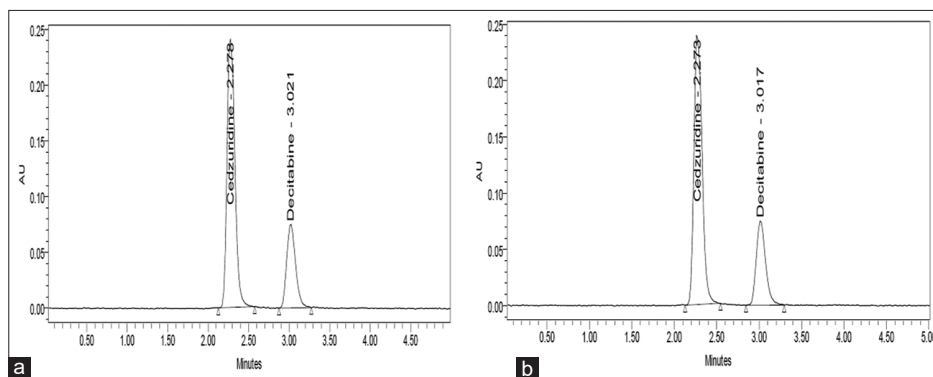 0.25
0.20
0.15
0.10
0.05
0.00
AU
Cedzuridine - 2.278
Decitabine - 3.021
0.50 1.00 1.50 2.00 2.50 3.00 3.50 4.00 4.50
Minutes
a
0.25
0.20
0.15
0.10
0.05
0.00
AU
Cedzuridine - 2.273
Decitabine - 3.017
0.50 1.00 1.50 2.00 2.50 3.00 3.50 4.00 4.50 5.0
Minutes
b